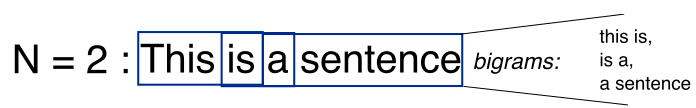 N = 2 : This is a sentence bigrams:
this is,
is a,
a sentence